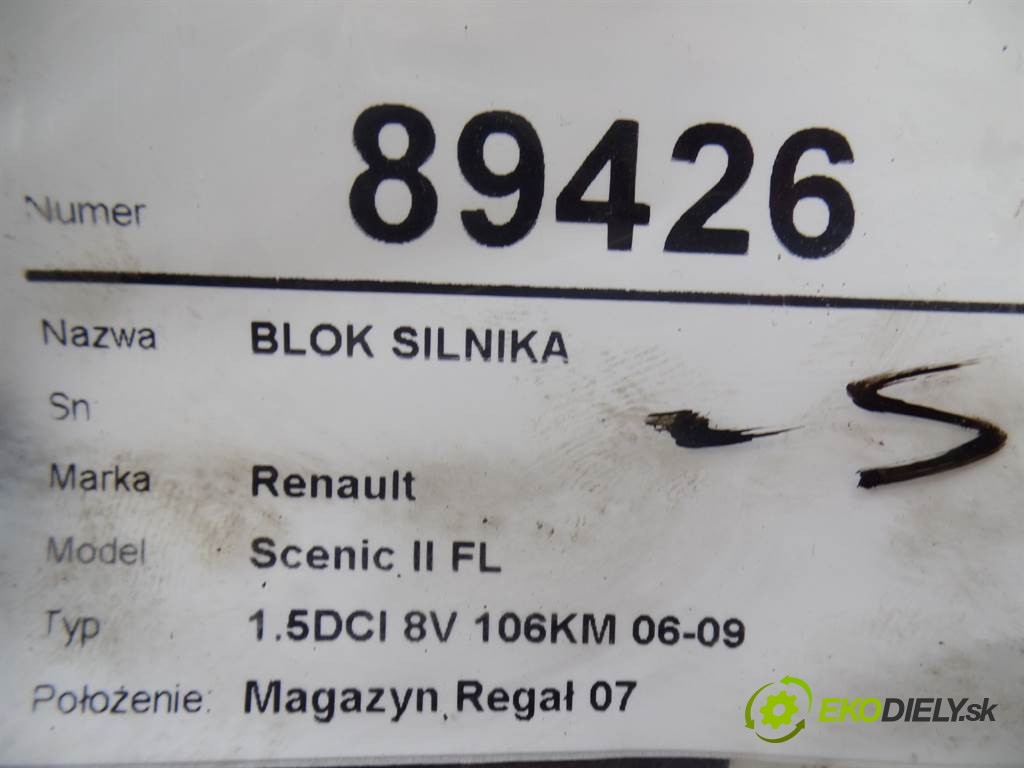 Numer 89426
Nazwa BLOK SILNIKA
Sn
- S
Marka Renault
Model Scenic II FL
Typ 1.5DCI 8V 106KM 06-09
Położenie: Magazyn Regał 07
EKODIELY.sk